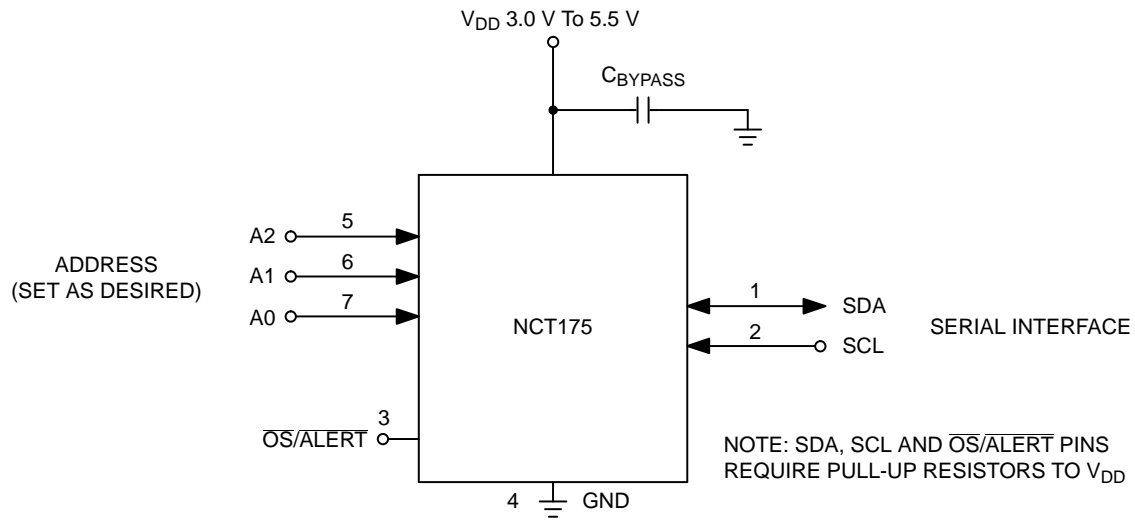 VDD 3.0 V To 5.5 V
CBYPASS
A2
5
ADDRESS
(SET AS DESIRED)
A1
6
A0
7
NCT175
1
SDA
2
SCL
SERIAL INTERFACE
OS/ALERT
3
NOTE: SDA, SCL AND OS/ALERT PINS
REQUIRE PULL-UP RESISTORS TO VDD
4
GND